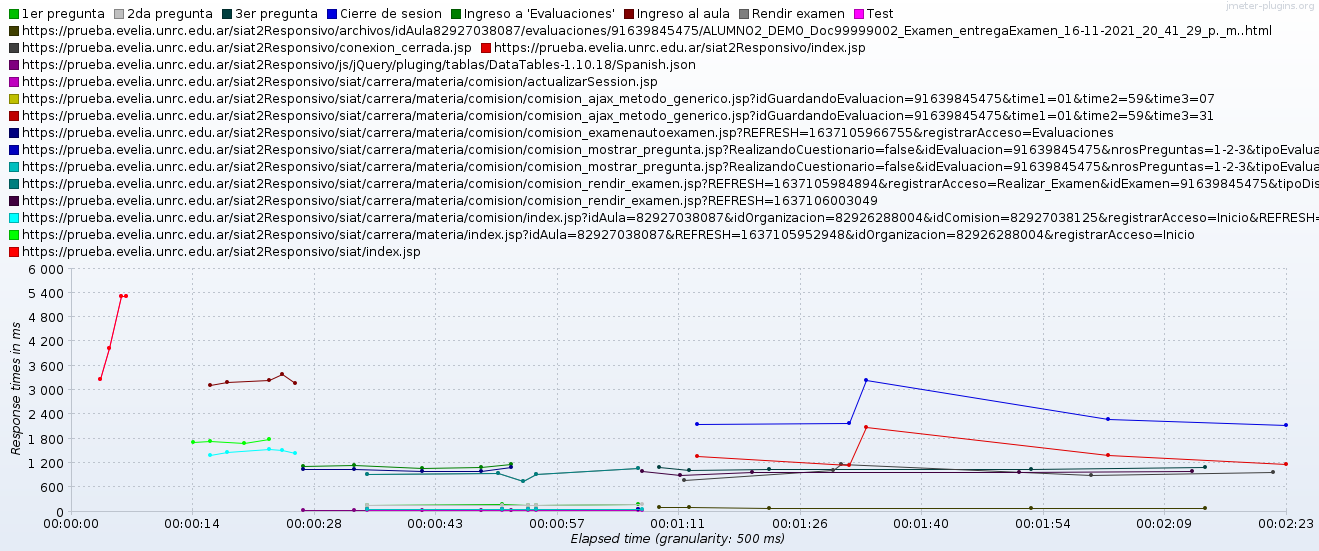 jmeter-plugins.org
1er pregunta 2da pregunta 3er pregunta Cierre de sesion Ingreso a 'Evaluaciones' Ingreso al aula Rendir examen Test
https://prueba.evelia.unrc.edu.ar/siat2Responsivo/archivos/idAula82927038087/evaluaciones/91639845475/ALUMNO2_DEMO_Doc99999002_Examen_entregaExamen_16-11-2021_20_41_29_p._m..html
https://prueba.evelia.unrc.edu.ar/siat2Responsivo/conexion_cerrada.jsp https://prueba.evelia.unrc.edu.ar/siat2Responsivo/index.jsp
https://prueba.evelia.unrc.edu.ar/siat2Responsivo/js/jQuery/pluging/tablas/DataTables-1.10.18/Spanish.json
https://prueba.evelia.unrc.edu.ar/siat2Responsivo/siat/carrera/materia/comision/actualizarSession.jsp
https://prueba.evelia.unrc.edu.ar/siat2Responsivo/siat/carrera/materia/comision/comision_ajax_metodo_generico.jsp?idGuardandoEvaluacion=91639845475&time1=01&time2=59&time3=07
https://prueba.evelia.unrc.edu.ar/siat2Responsivo/siat/carrera/materia/comision/comision_ajax_metodo_generico.jsp?idGuardandoEvaluacion=91639845475&time1=01&time2=59&time3=31
https://prueba.evelia.unrc.edu.ar/siat2Responsivo/siat/carrera/materia/comision/comision_examenautoexamen.jsp?REFRESH=1637105966755&registrarAcceso=Evaluaciones
https://prueba.evelia.unrc.edu.ar/siat2Responsivo/siat/carrera/materia/comision/comision_mostrar_pregunta.jsp?RealizandoCuestionario=false&idEvaluacion=91639845475&nrosPreguntas=1-2-3&tipoEvalua
https://prueba.evelia.unrc.edu.ar/siat2Responsivo/siat/carrera/materia/comision/comision_mostrar_pregunta.jsp?RealizandoCuestionario=false&idEvaluacion=91639845475&nrosPreguntas=1-2-3&tipoEvalua
https://prueba.evelia.unrc.edu.ar/siat2Responsivo/siat/carrera/materia/comision/comision_rendir_examen.jsp?REFRESH=1637105984894&registrarAcceso=Realizar_Examen&idExamen=91639845475&tipoDis
https://prueba.evelia.unrc.edu.ar/siat2Responsivo/siat/carrera/materia/comision/comision_rendir_examen.jsp?REFRESH=1637106003049
https://prueba.evelia.unrc.edu.ar/siat2Responsivo/siat/carrera/materia/comision/index.jsp?idAula=82927038087&idOrganizacion=82926288004&idComision=82927038125&registrarAcceso=Inicio&REFRESH=
https://prueba.evelia.unrc.edu.ar/siat2Responsivo/siat/carrera/materia/index.jsp?idAula=82927038087&REFRESH=1637105952948&idOrganizacion=82926288004&registrarAcceso=Inicio
https://prueba.evelia.unrc.edu.ar/siat2Responsivo/siat/index.jsp
Response times in ms
6 000
5 400
4 800
4 200
3 600
3 000
2 400
1 800
1 200
600
0
00:00:00 00:00:14 00:00:28 00:00:43 00:00:57 00:01:11 00:01:26 00:01:40 00:01:54 00:02:09 00:02:23
Elapsed time (granularity: 500 ms)